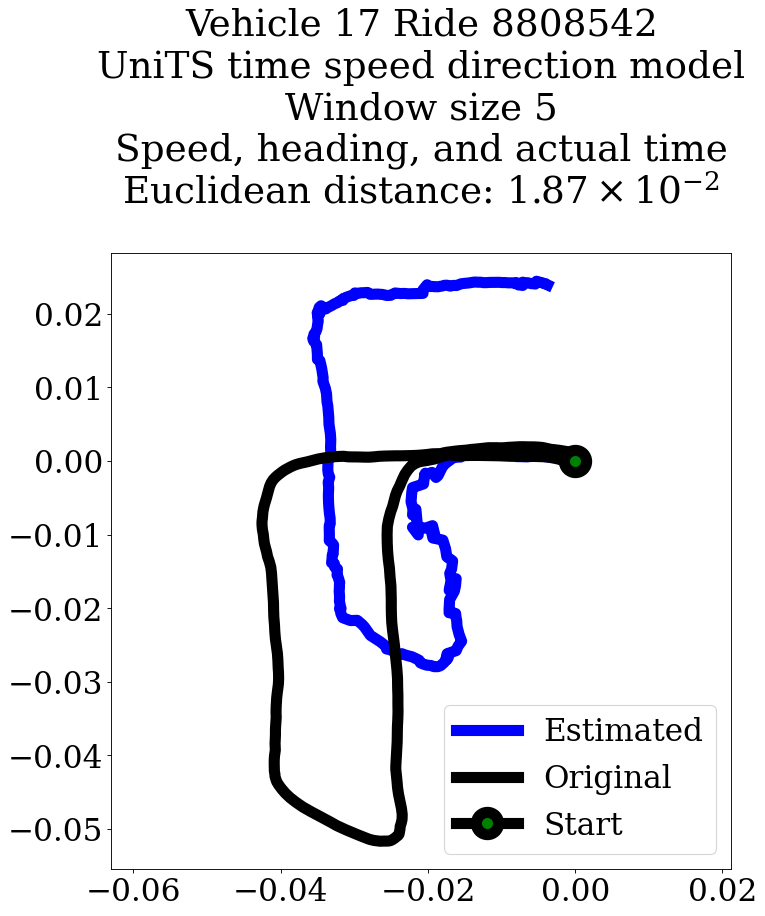 Vehicle 17 Ride 8808542
UniTS time speed direction model
Window size 5
Speed, heading, and actual time
Euclidean distance: 1.87 × 10⁻²
0.02
0.01
0.00
−0.01
−0.02
−0.03
−0.04
−0.05
Estimated
Original
Start
−0.06
−0.04
−0.02
0.00
0.02